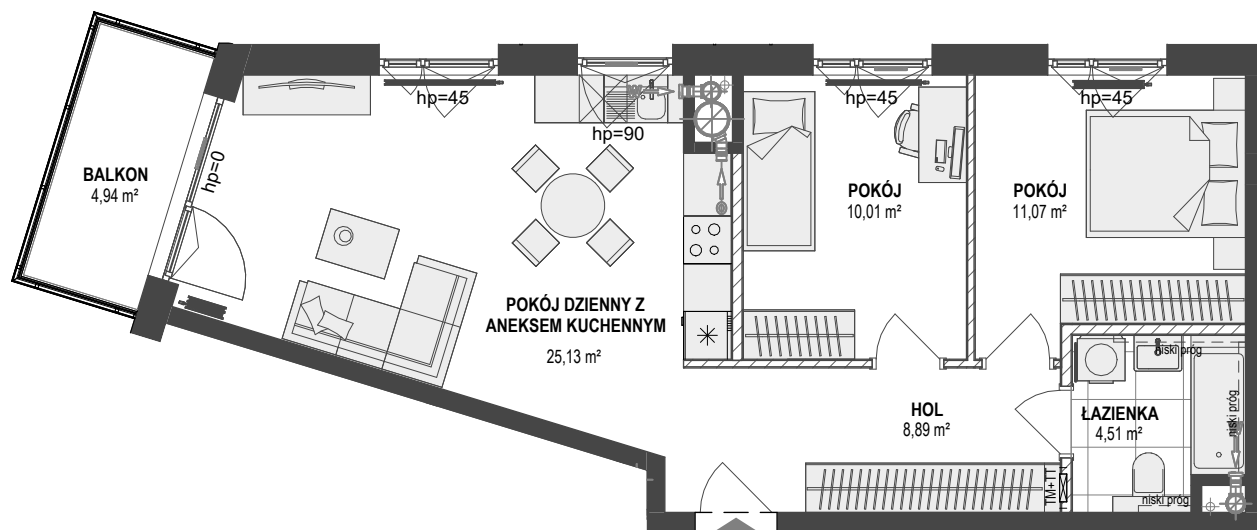 hp=45
hp=90
hp=45
hp=45
BALKON
4,94 m²
hp=0
POKÓJ
10,01 m²
POKÓJ
11,07 m²
POKÓJ DZIENNY Z
ANEKSEM KUCHENNYM
25,13 m²
HOL
8,89 m²
ŁAZIENKA
4,51 m²
niski próg
niski próg
niski próg
TM+TT